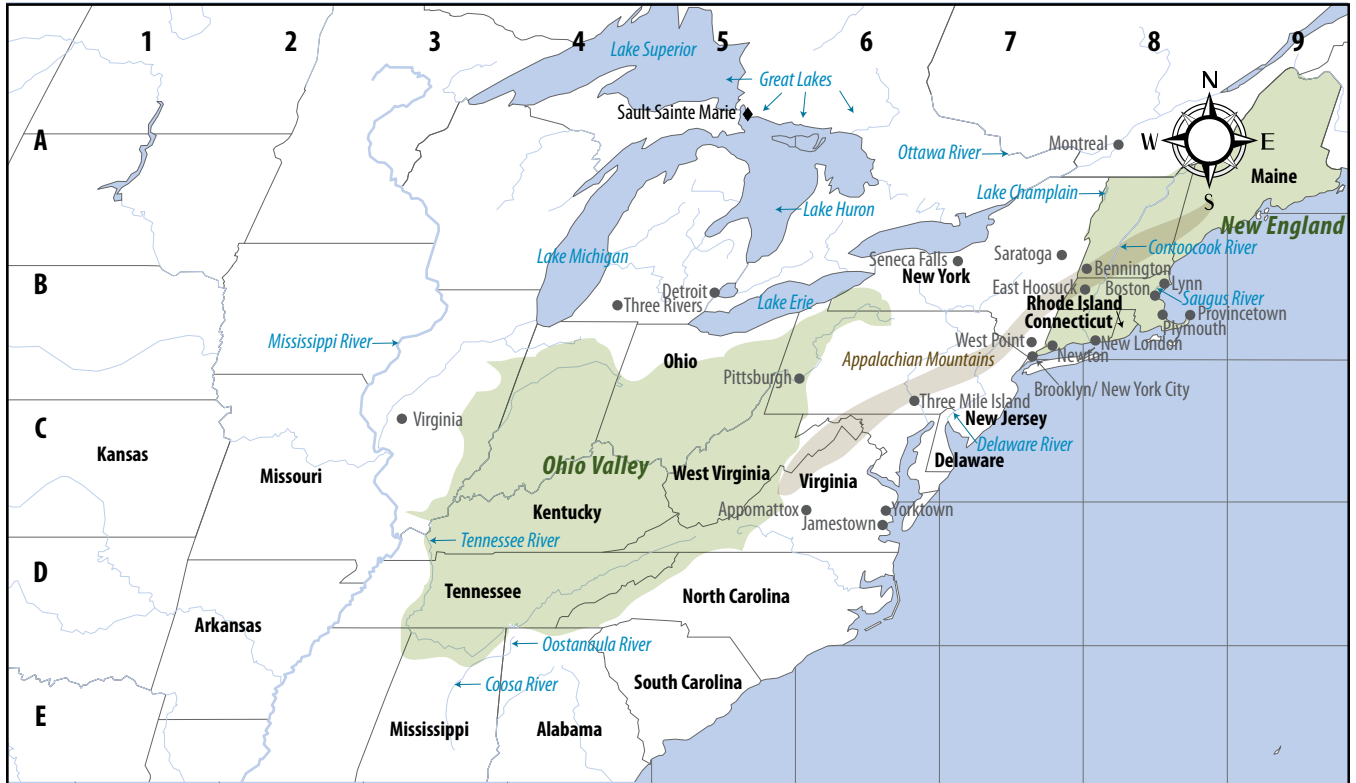 1 2 3 4 5 6 7 8 9
Lake Superior
Great Lakes
N
Sault Sainte Marie
A
Ottawa River
Montreal
W
E
Maine
Lake Champlain
S
Lake Huron
New England
Contoocook River
Lake Michigan
Seneca Falls
Saratoga
New York
Bennington
B
Detroit
East Hoosuck
Boston
Lynn
Three Rivers
Lake Erie
Rhode Island
Saugus River
Connecticut
Provincetown
Plymouth
Mississippi River
West Point
New London
Ohio
Appalachian Mountains
Newton
Pittsburgh
Brooklyn/ New York City
Three Mile Island
C
Virginia
New Jersey
Delaware River
Kansas
Ohio Valley
Delaware
Missouri
West Virginia
Virginia
Kentucky
Appomattox
Yorktown
Jamestown
Tennessee River
D
Tennessee
North Carolina
Arkansas
Oostanaula River
Coosa River
South Carolina
E
Mississippi
Alabama